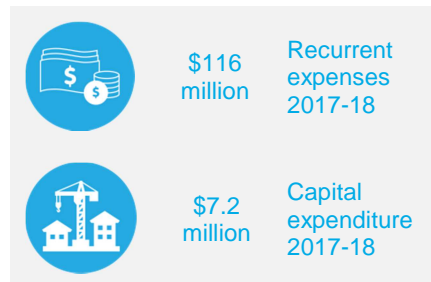 $
$
$116
million
Recurrent
expenses
2017-18
$7.2
million
Capital
expenditure
2017-18